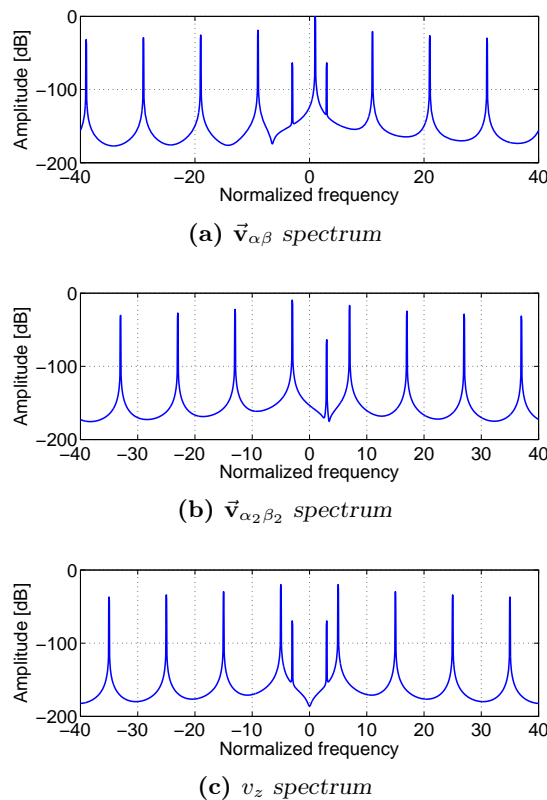 0
−100
−200
Amplitude [dB]
−40 −20 0 20 40
Normalized frequency
(a) v⃗αβ spectrum
0
−100
−200
Amplitude [dB]
−40 −30 −20 −10 0 10 20 30 40
Normalized frequency
(b) v⃗α₂β₂ spectrum
0
−100
−200
Amplitude [dB]
−40 −30 −20 −10 0 10 20 30 40
Normalized frequency
(c) vz spectrum